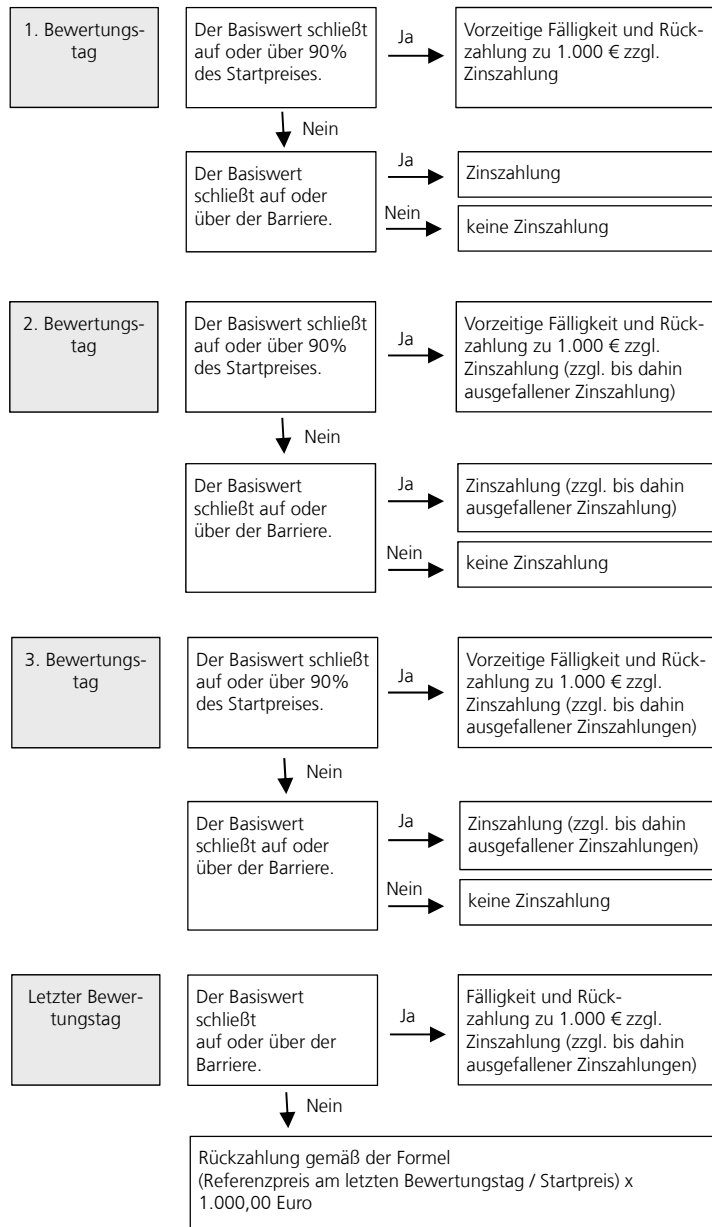 1. Bewertungs-
tag
Der Basiswert schließt
auf oder über 90%
des Startpreises.
Ja
Vorzeitige Fälligkeit und Rück-
zahlung zu 1.000 € zzgl.
Zinszahlung
Nein
Der Basiswert
schließt auf oder
über der Barriere.
Ja
Zinszahlung
Nein
keine Zinszahlung
2. Bewertungs-
tag
Der Basiswert schließt
auf oder über 90%
des Startpreises.
Ja
Vorzeitige Fälligkeit und Rück-
zahlung zu 1.000 € zzgl.
Zinszahlung (zzgl. bis dahin
ausgefallener Zinszahlung)
Nein
Der Basiswert
schließt auf oder
über der Barriere.
Ja
Zinszahlung (zzgl. bis dahin
ausgefallener Zinszahlung)
Nein
keine Zinszahlung
3. Bewertungs-
tag
Der Basiswert schließt
auf oder über 90%
des Startpreises.
Ja
Vorzeitige Fälligkeit und Rück-
zahlung zu 1.000 € zzgl.
Zinszahlung (zzgl. bis dahin
ausgefallener Zinszahlungen)
Nein
Der Basiswert
schließt auf oder
über der Barriere.
Ja
Zinszahlung (zzgl. bis dahin
ausgefallener Zinszahlungen)
Nein
keine Zinszahlung
Letzter Bewer-
tungstag
Der Basiswert
schließt
auf oder über der
Barriere.
Ja
Fälligkeit und Rück-
zahlung zu 1.000 € zzgl.
Zinszahlung (zzgl. bis dahin
ausgefallener Zinszahlungen)
Nein
Rückzahlung gemäß der Formel
(Referenzpreis am letzten Bewertungstag / Startpreis) x
1.000,00 Euro